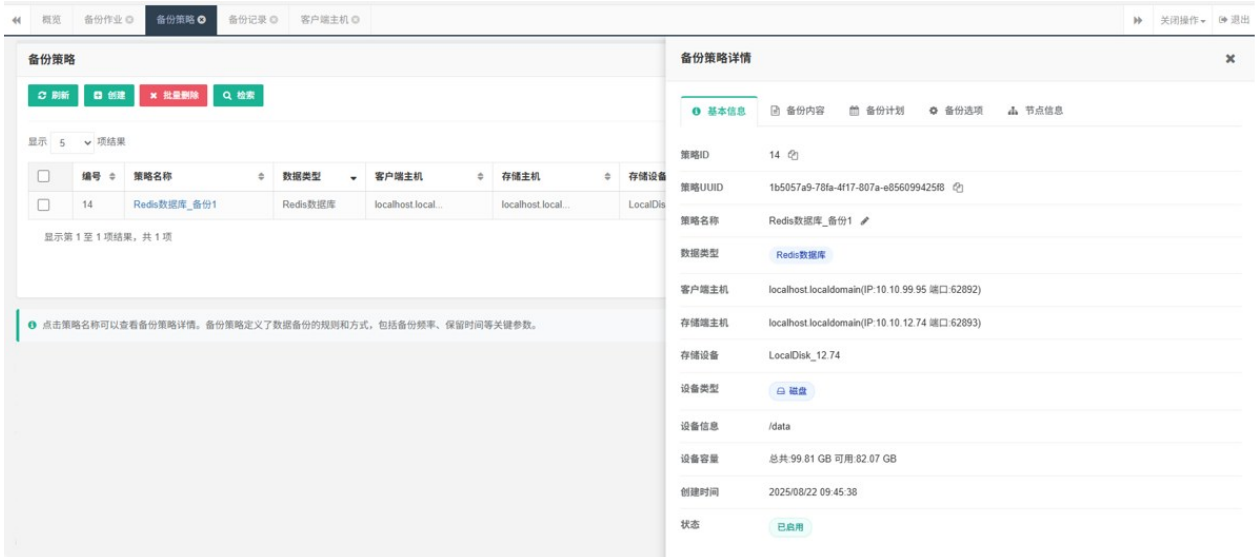 概览 备份作业 备份策略 备份记录 客户端主机 关闭操作 退出
备份策略
刷新 创建 批量删除 检索
显示 5 项结果
编号 策略名称 数据类型 客户端主机 存储主机 存储设备
14 Redis数据库_备份1 Redis数据库 localhost.local... localhost.local... LocalDis
显示第 1 至 1 项结果，共 1 项
点击策略名称可以查看备份策略详情。备份策略定义了数据备份的规则和方式，包括备份频率、保留时间等关键参数。
备份策略详情
基本信息 备份内容 备份计划 备份选项 节点信息
策略ID 14
策略UUID 1b5057a9-78fa-4f17-807a-e856099425f8
策略名称 Redis数据库_备份1
数据类型 Redis数据库
客户端主机 localhost.localdomain(IP:10.10.99.95 端口:62892)
存储端主机 localhost.localdomain(IP:10.10.12.74 端口:62893)
存储设备 LocalDisk_12.74
设备类型 磁盘
设备信息 /data
设备容量 总共:99.81 GB 可用:82.07 GB
创建时间 2025/08/22 09:45:38
状态 已启用